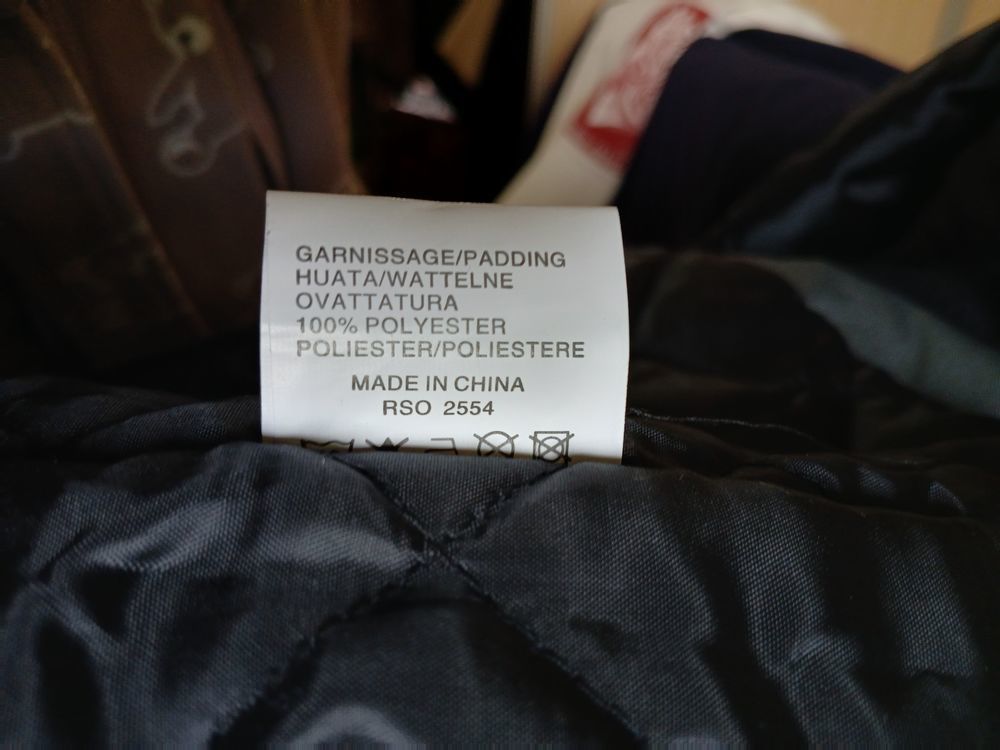 GARNISSAGE/PADDING
HUATA/WATTELNE
OVATTATURA
100% POLYESTER
POLIESTER/POLIESTERE
MADE IN CHINA
RSO 2554